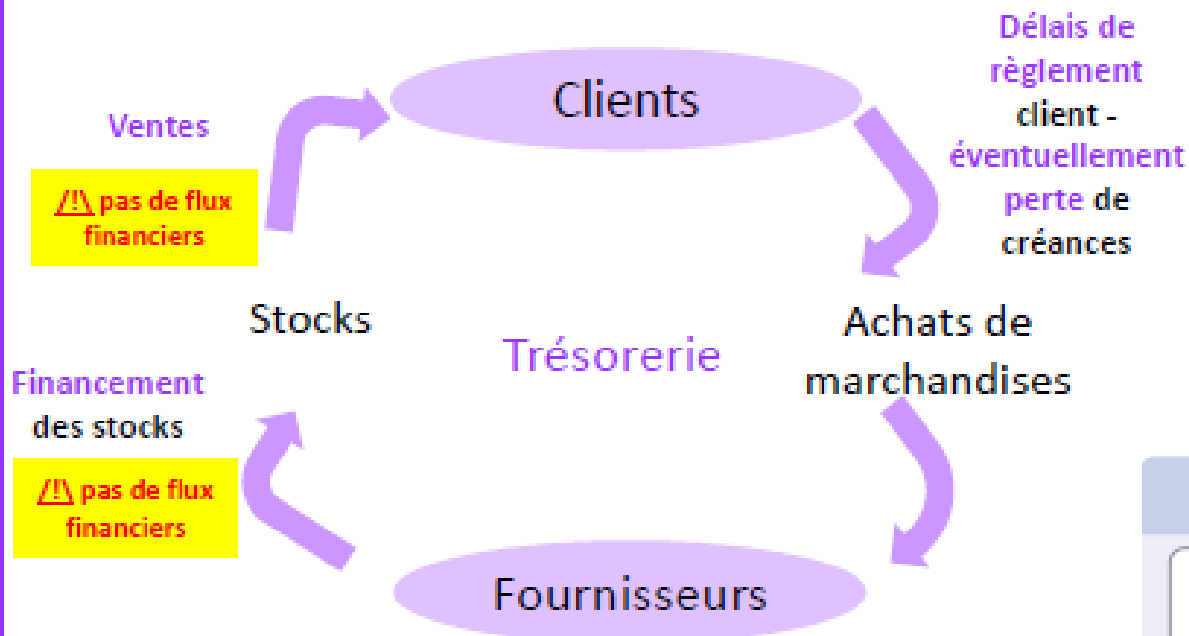 Délais de
règlement
client -
éventuellement
perte de
créances
Clients
Ventes
/!\ pas de flux
financiers
Stocks
Trésorerie
Achats de
marchandises
Financement
des stocks
/!\ pas de flux
financiers
Fournisseurs